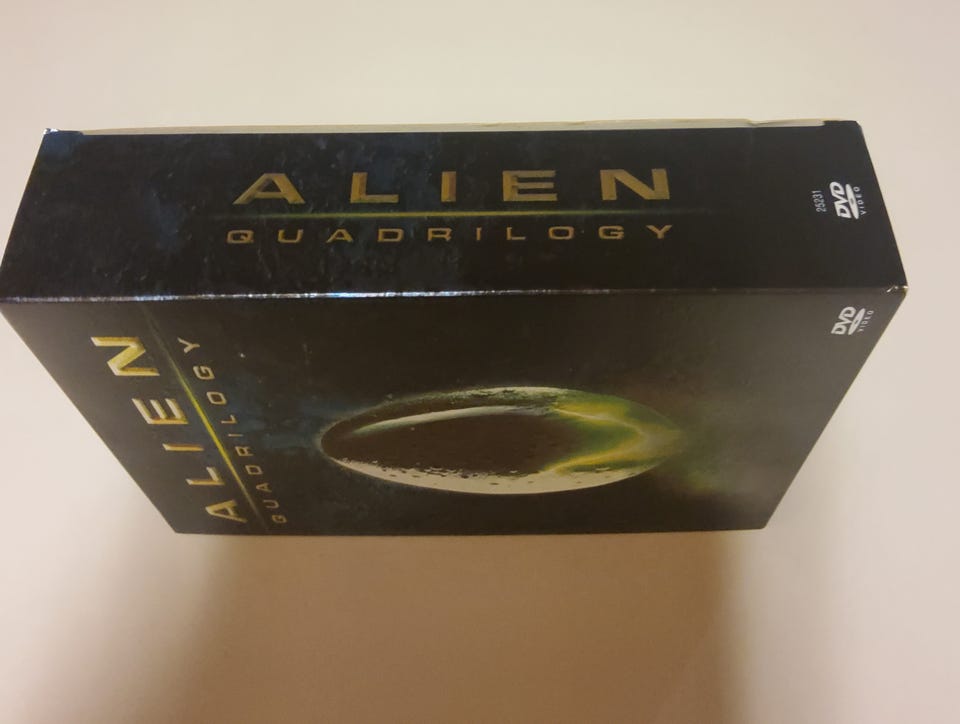 ALIEN
QUADRILOGY
25231
DVD
VIDEO
ALIEN
QUADRILOGY
DVD
VIDEO